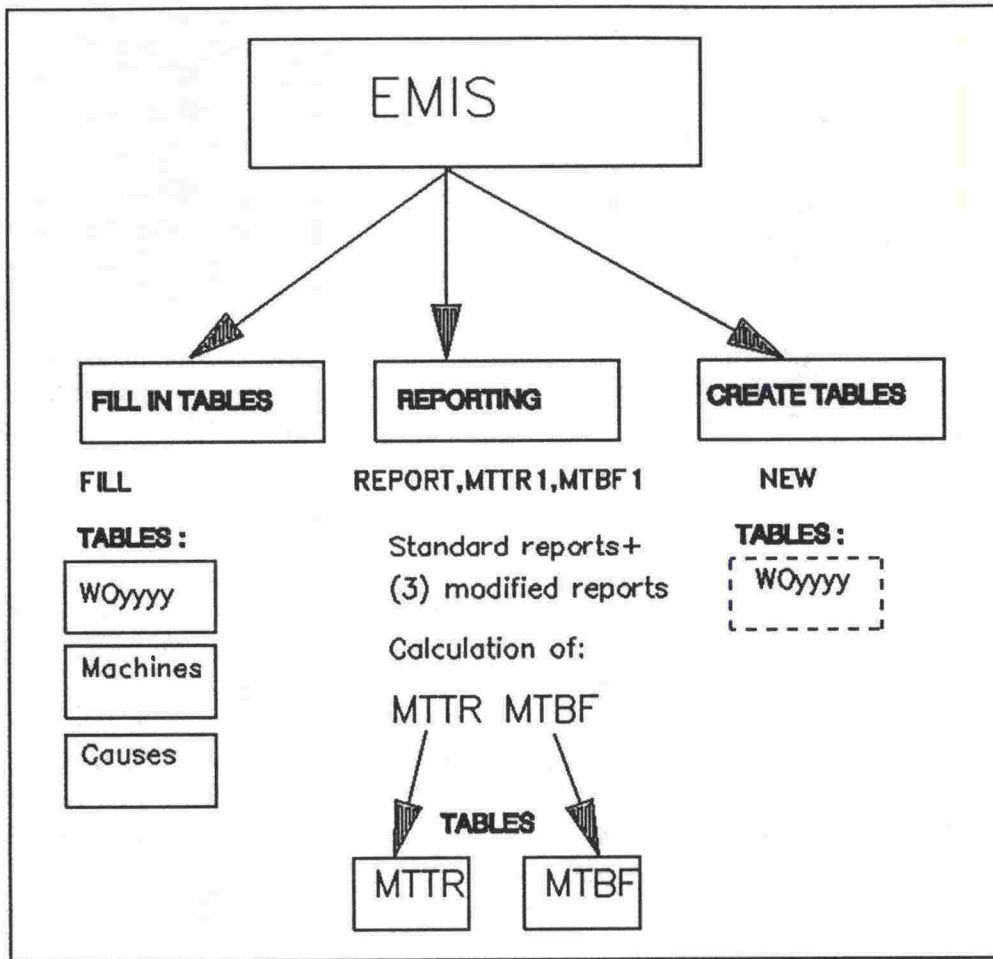 EMIS
FILL IN TABLES
REPORTING
CREATE TABLES
FILL
REPORT,MTTR1,MTBF1
NEW
TABLES :
WOyyyy
Machines
Causes
Standard reports+
(3) modified reports
Calculation of:
MTTR MTBF
TABLES
MTTR
MTBF
TABLES :
WOyyyy